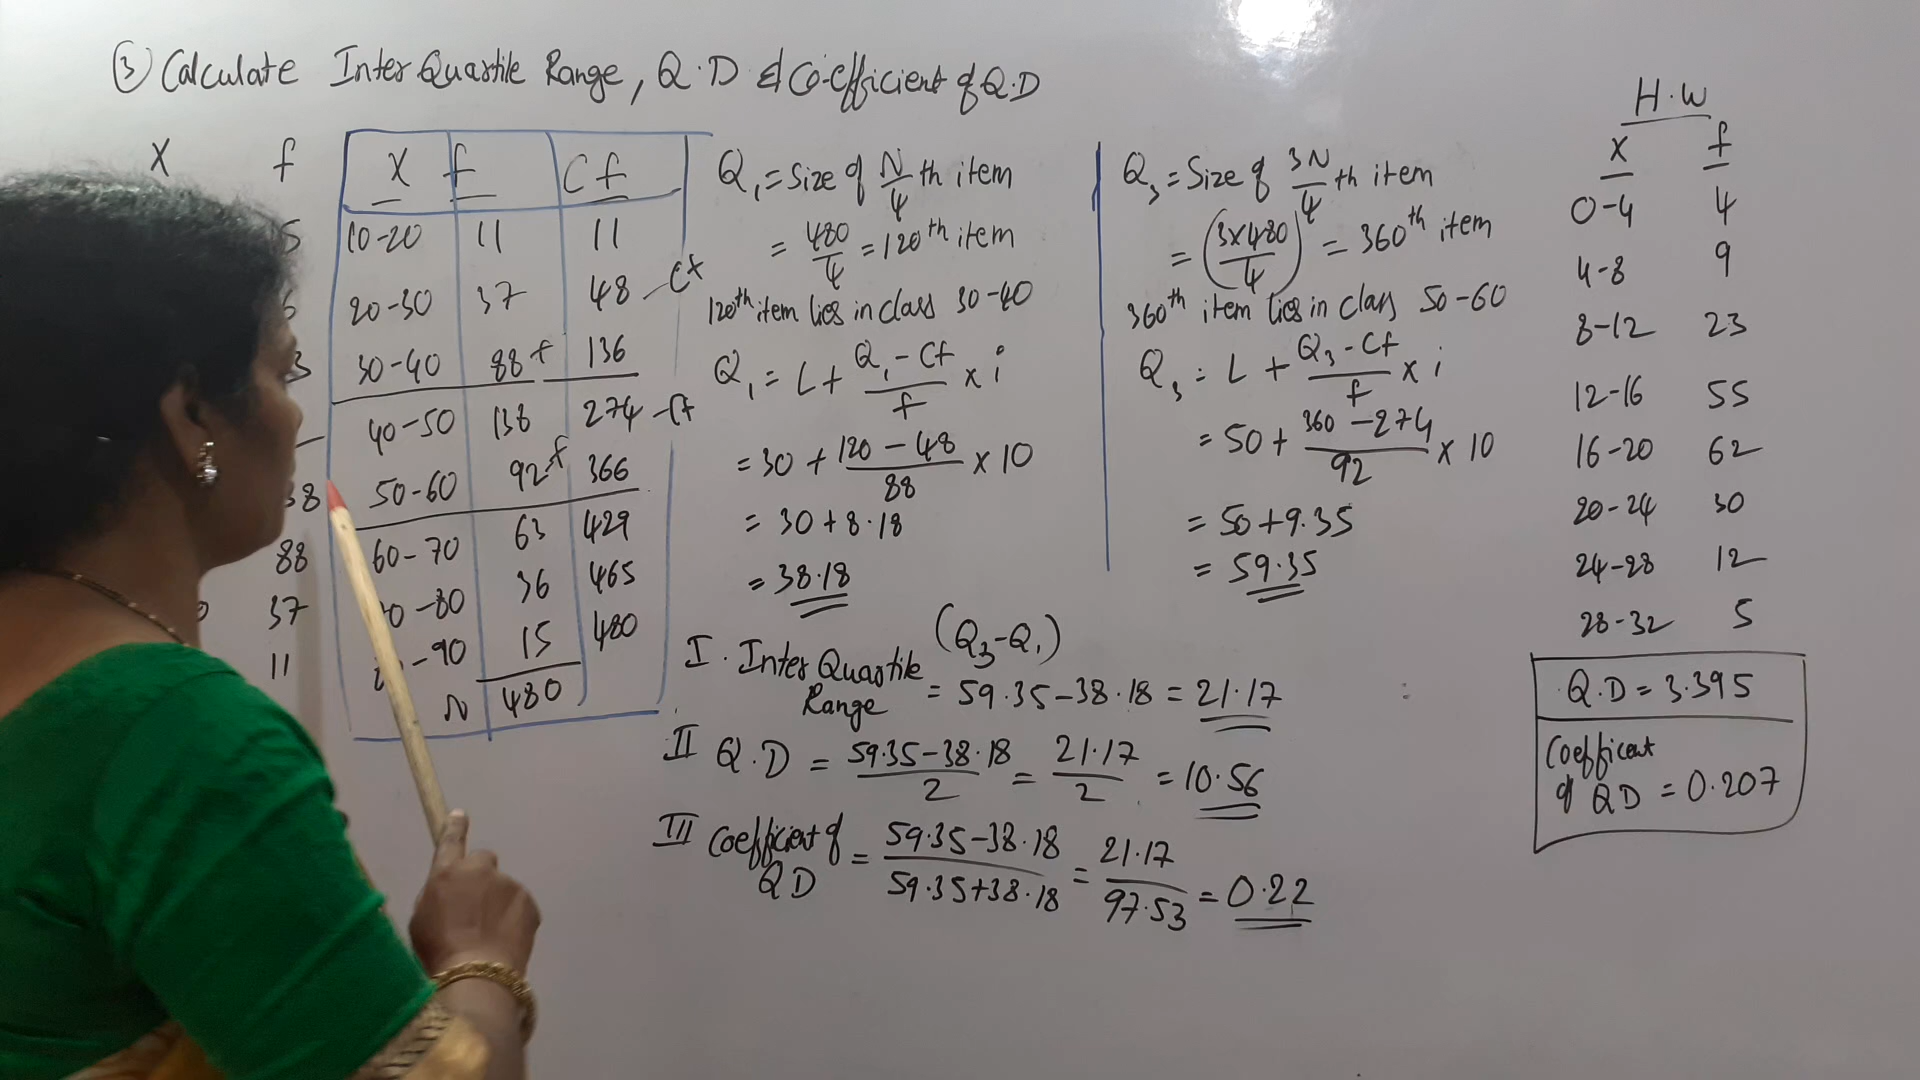 ③ Calculate Inter Quartile Range, Q.D & Co-efficient of Q.D
X f
5
6
3
38
88
37
11
X f Cf
10-20 11 11
20-30 37 48 - Cf
30-40 88 f 136
40-50 138 274 - Cf
50-60 92 f 366
60-70 63 429
0-80 36 465
-90 15 480
N 480
Q₁ = Size of N/4 th item
= 480/4 = 120th item
120th item lies in class 30-40
Q₁ = L + Q₁ - Cf/f x i
= 30 + 120 - 48/88 x 10
= 30 + 8.18
= 38.18
Q₃ = Size of 3N/4 th item
= (3x480/4) = 360th item
360th item lies in class 50-60
Q₃ = L + Q₃ - Cf/f x i
= 50 + 360 - 274/92 x 10
= 50 + 9.35
= 59.35
I. Inter Quartile Range (Q₃-Q₁) = 59.35-38.18 = 21.17
II Q.D = 59.35-38.18/2 = 21.17/2 = 10.56
III Coefficient of QD = 59.35-38.18/59.35+38.18 = 21.17/97.53 = 0.22
H.W
X f
0-4 4
4-8 9
8-12 23
12-16 55
16-20 62
20-24 30
24-28 12
28-32 5
Q.D = 3.395
Coefficent
of QD = 0.207